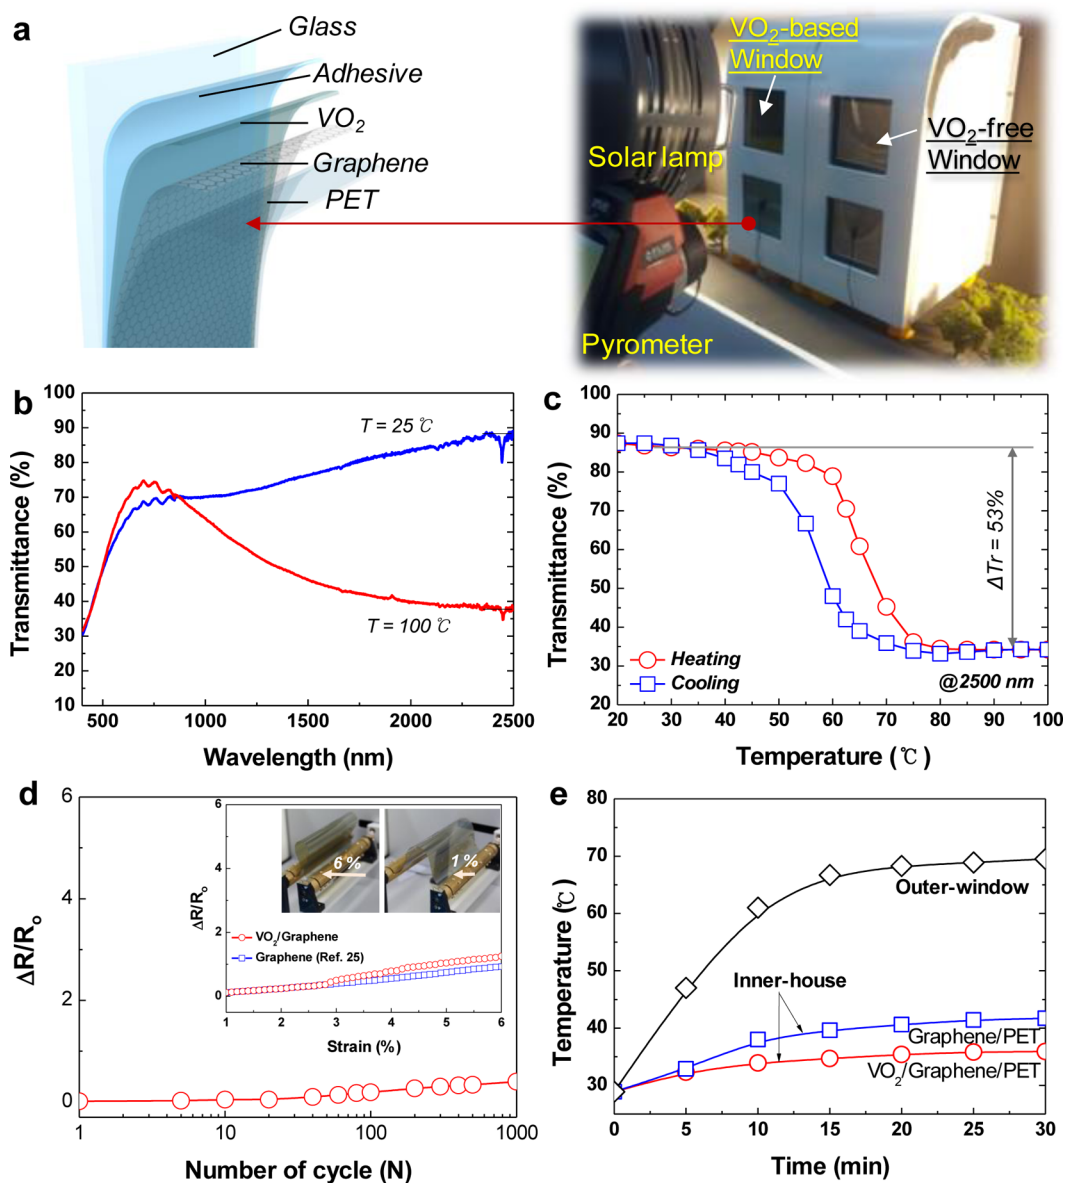 a
Glass
Adhesive
VO₂
Graphene
PET
VO₂-based
Window
VO₂-free
Window
Solar lamp
Pyrometer
b
Transmittance (%)
100
90
80
70
60
50
40
30
20
10
T = 25 ℃
T = 100 ℃
500
1000
1500
2000
2500
Wavelength (nm)
c
Transmittance (%)
100
90
80
70
60
50
40
30
20
ΔTr = 53%
Heating
Cooling
@2500 nm
20
30
40
50
60
70
80
90
100
Temperature (℃)
d
ΔR/Rₒ
6
4
2
0
ΔR/Rₒ
6
5
4
2
0
6 %
1 %
VO₂/Graphene
Graphene (Ref. 25)
1
2
3
4
5
6
Strain (%)
1
10
100
1000
Number of cycle (N)
e
Temperature (℃)
80
70
60
50
40
30
Outer-window
Inner-house
Graphene/PET
VO₂/Graphene/PET
0
5
10
15
20
25
30
Time (min)